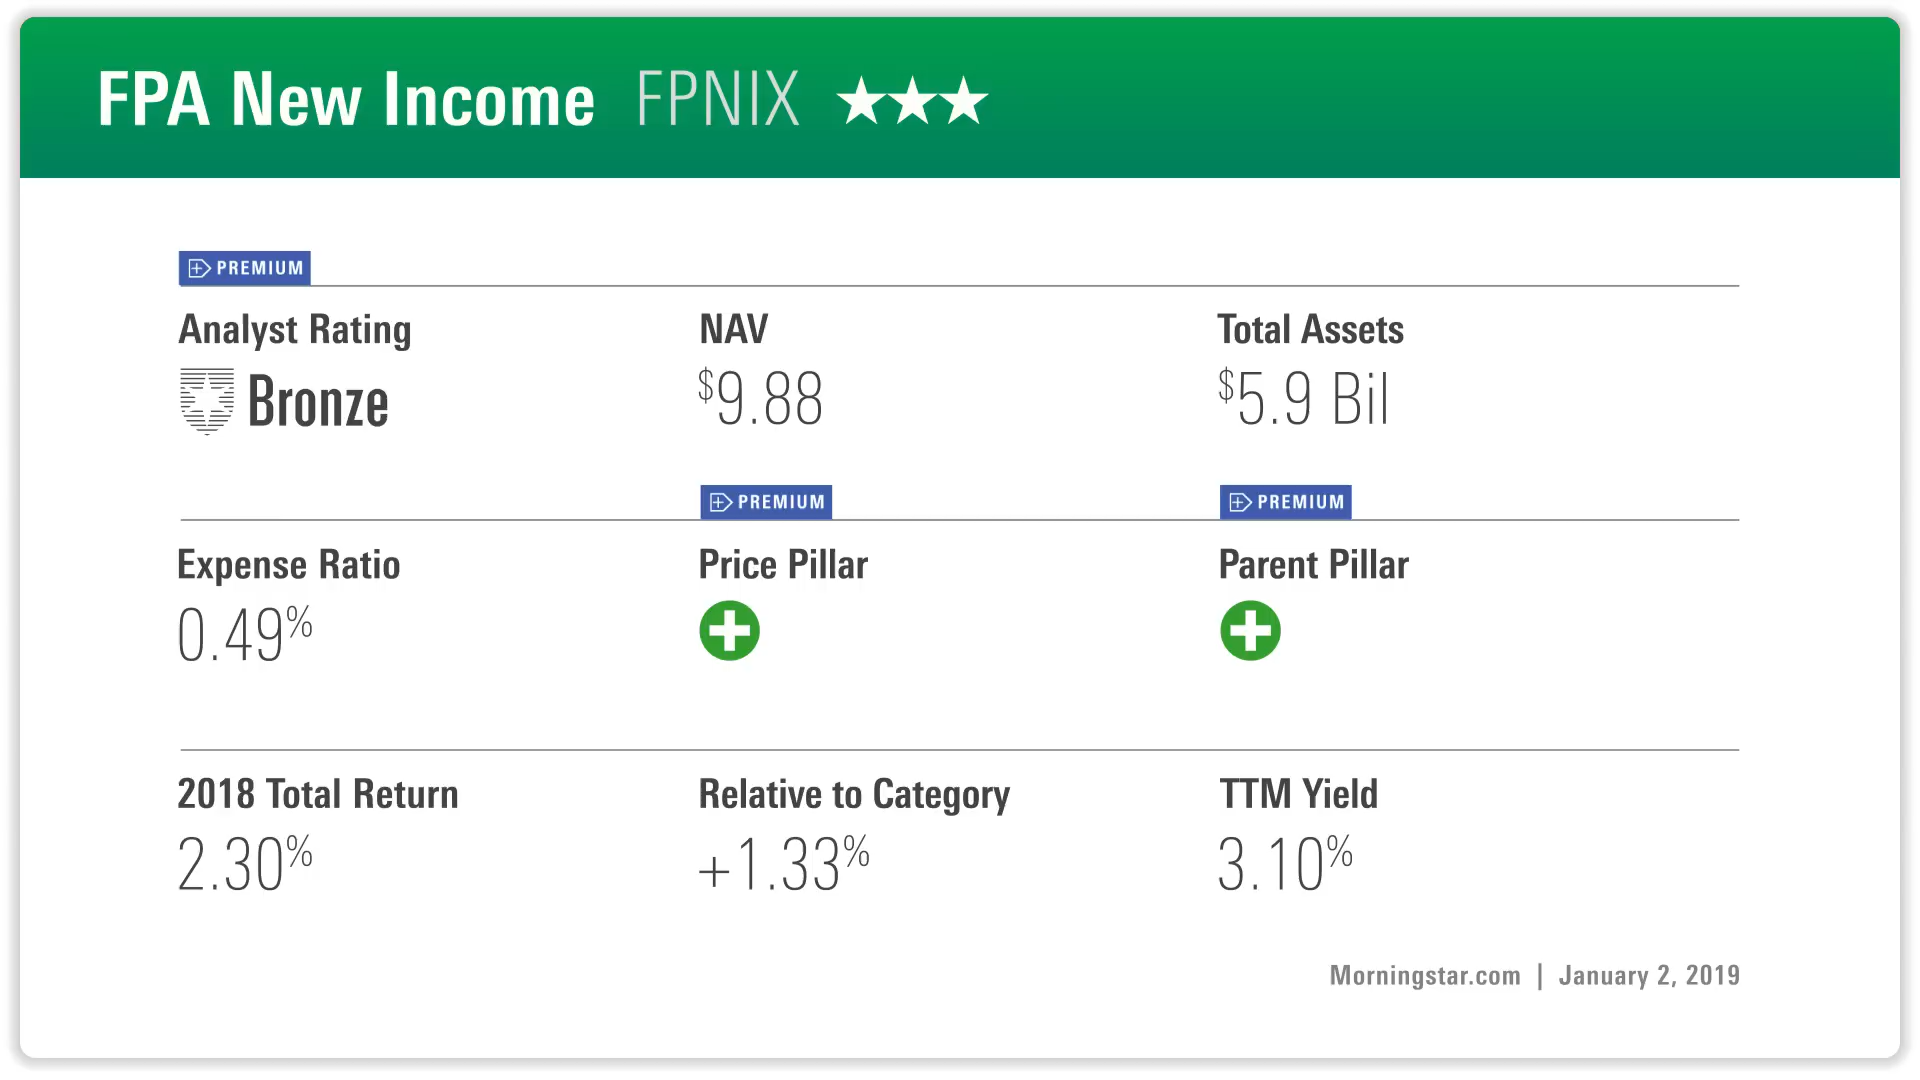 FPA New Income FPNIX ★★★
PREMIUM
Analyst Rating NAV Total Assets
Bronze $9.88 $5.9 Bil
PREMIUM PREMIUM
Expense Ratio Price Pillar Parent Pillar
0.49%
2018 Total Return Relative to Category TTM Yield
2.30% +1.33% 3.10%
Morningstar.com | January 2, 2019